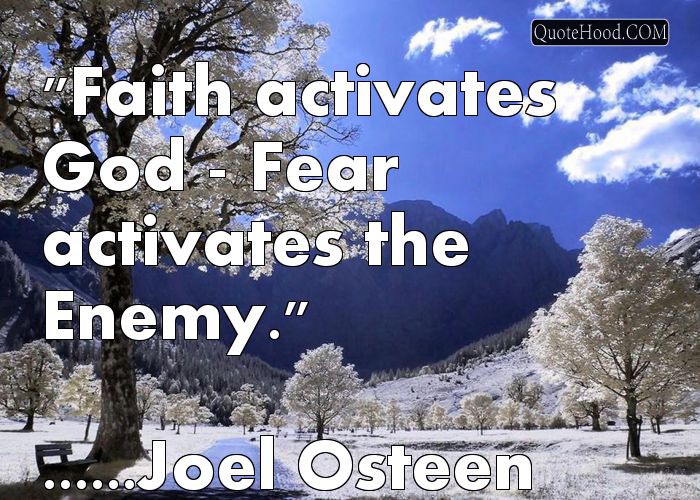 QuoteHood.COM
"Faith activates
God - Fear
activates the
Enemy."
......Joel Osteen